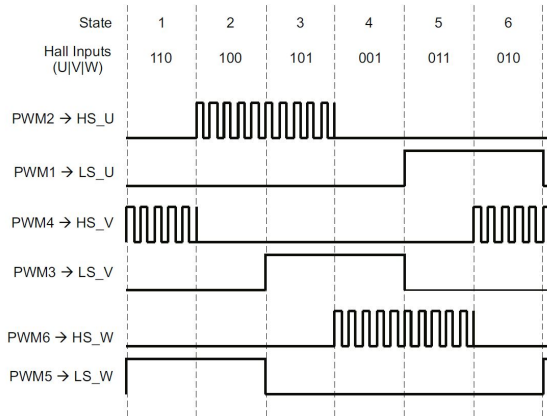 State 1 2 3 4 5 6
Hall Inputs
(U|V|W) 110 100 101 001 011 010
PWM2 → HS_U
PWM1 → LS_U
PWM4 → HS_V
PWM3 → LS_V
PWM6 → HS_W
PWM5 → LS_W